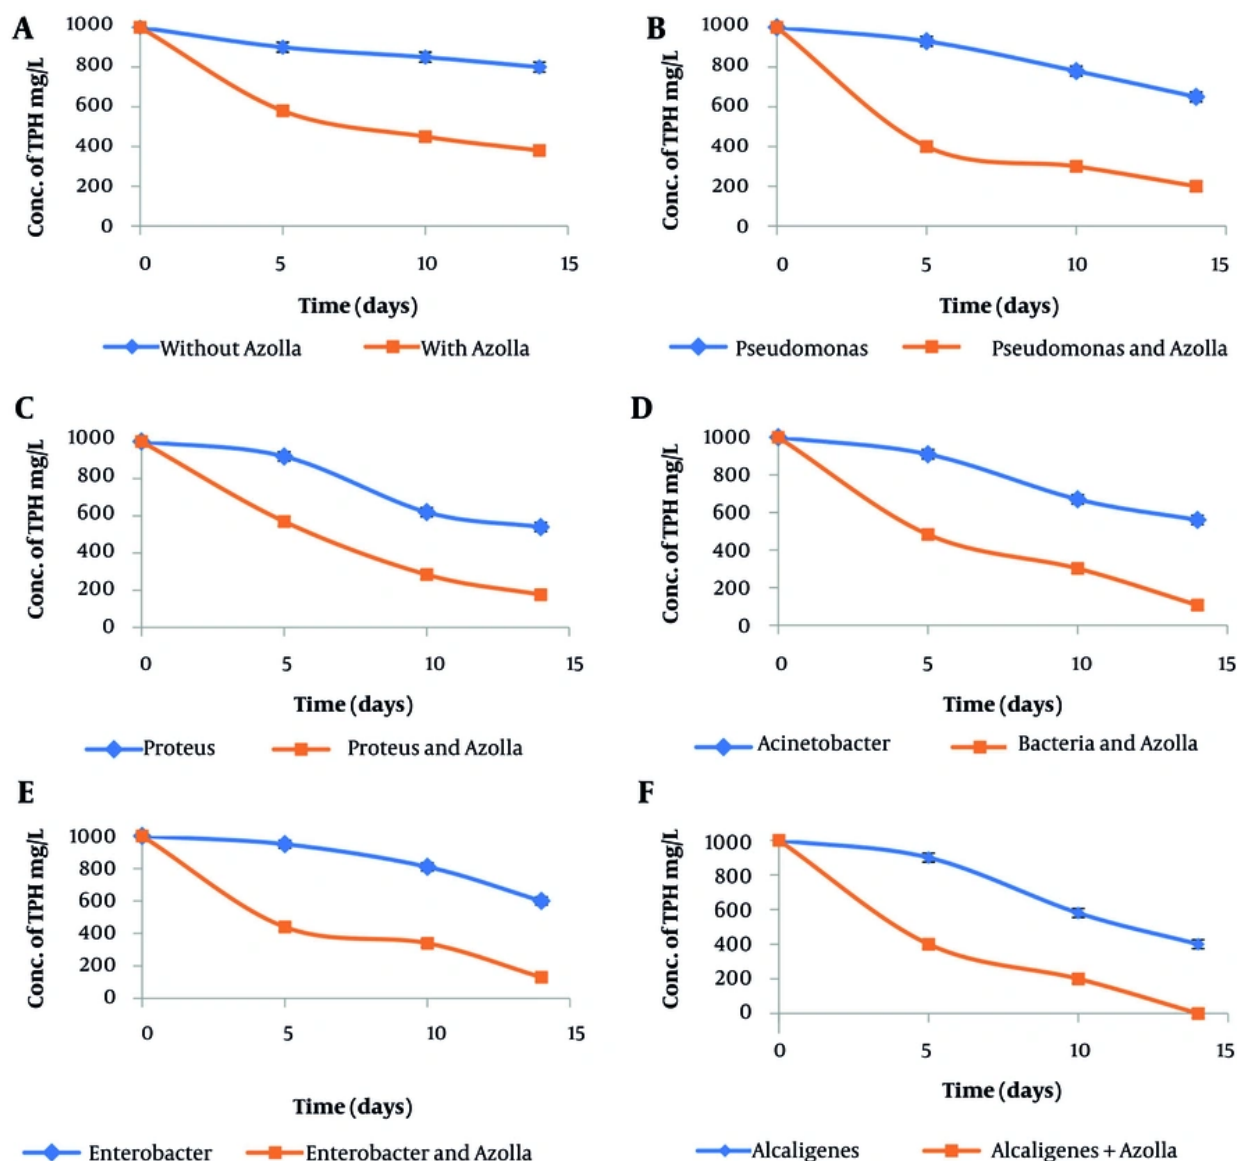 A
Conc. of TPH mg/L
1000
800
600
400
200
0
0 5 10 15
Time (days)
Without Azolla With Azolla
B
Conc. of TPH mg/L
1000
800
600
400
200
0
0 5 10 15
Time (days)
Pseudomonas Pseudomonas and Azolla
C
Conc. of TPH mg/L
1000
800
600
400
200
0
0 5 10 15
Time (days)
Proteus Proteus and Azolla
D
Conc. of TPH mg/L
1000
800
600
400
200
0
0 5 10 15
Time (days)
Acinetobacter Bacteria and Azolla
E
Conc. of TPH mg/L
1000
800
600
400
200
0
0 5 10 15
Time (days)
Enterobacter Enterobacter and Azolla
F
Conc. of TPH mg/L
1000
800
600
400
200
0
0 5 10 15
Time (days)
Alcaligenes Alcaligenes + Azolla